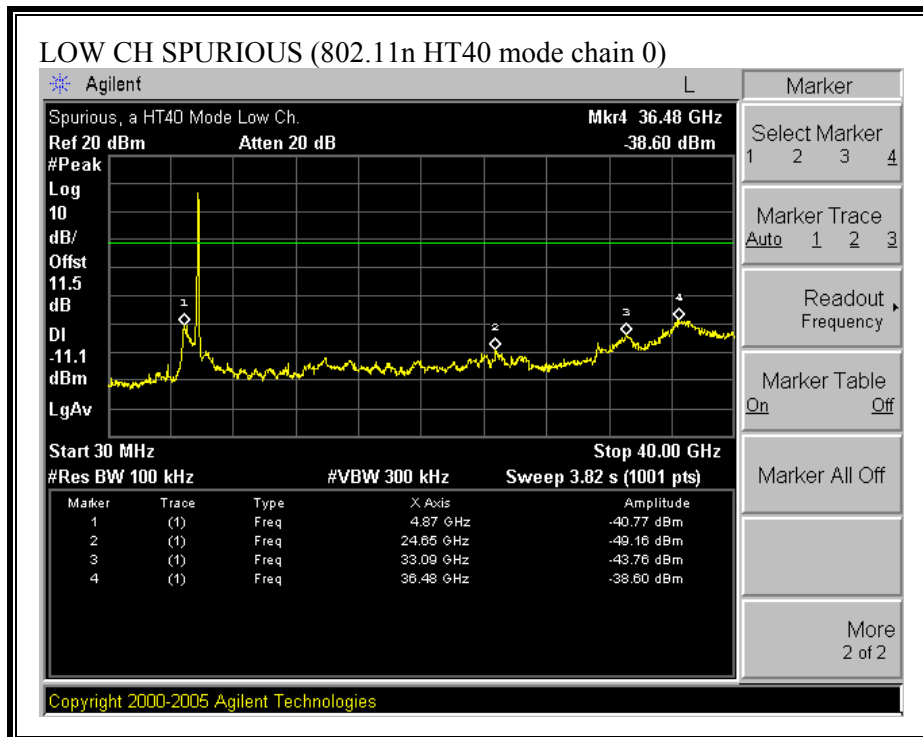 LOW CH SPURIOUS (802.11n HT40 mode chain 0)
Agilent L
Marker
Spurious, a HT40 Mode Low Ch. Mkr4 36.48 GHz
Ref 20 dBm Atten 20 dB -38.60 dBm
#Peak
Log
10
dB/
Offst
11.5
dB
DI
-11.1
dBm
LgAv
1
2
3
4
Start 30 MHz Stop 40.00 GHz
#Res BW 100 kHz #VBW 300 kHz Sweep 3.82 s (1001 pts)
Marker Trace Type X Axis Amplitude
1 (1) Freq 4.87 GHz -40.77 dBm
2 (1) Freq 24.65 GHz -49.16 dBm
3 (1) Freq 33.09 GHz -43.76 dBm
4 (1) Freq 36.48 GHz -38.60 dBm
Select Marker
1 2 3 4
Marker Trace
Auto 1 2 3
Readout
Frequency
Marker Table
On Off
Marker All Off
More
2 of 2
Copyright 2000-2005 Agilent Technologies